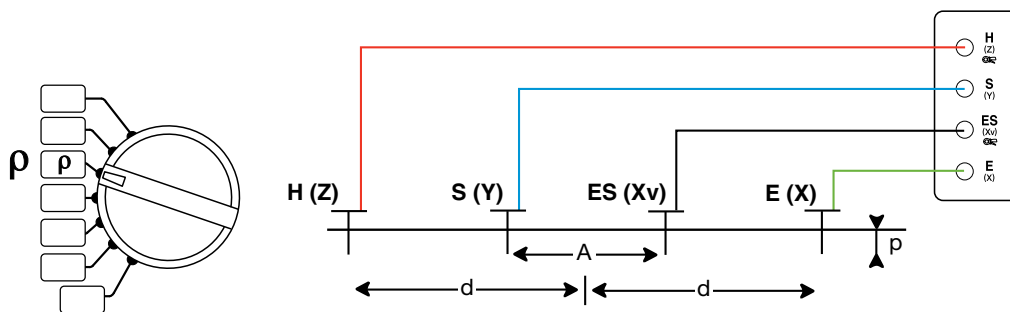 ρ
ρ
H (Z)
S (Y)
ES (Xv)
E (X)
A
d
d
p
H
(Z)
S
(Y)
ES
(Xv)
E
(X)